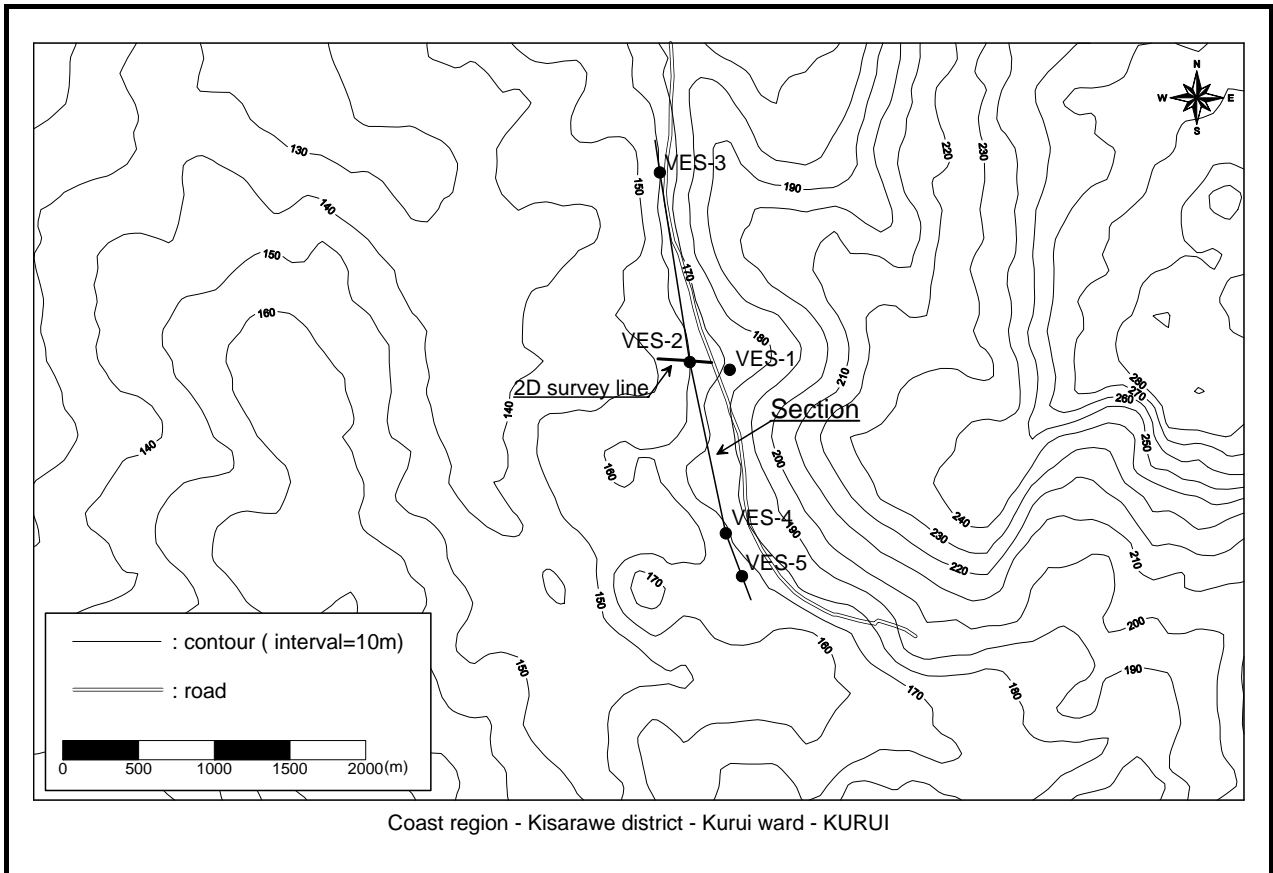 N
W E
S
130
140
150
160
140
150
VES-3
190
220
230
170
180
VES-2
VES-1
2D survey line
140
210
Section
280
270
260
250
160
200
240
VES-4
190
230
220
210
VES-5
170
150
200
160
190
150
170
180
: contour ( interval=10m)
: road
0 500 1000 1500 2000(m)
Coast region - Kisarawe district - Kurui ward - KURUI